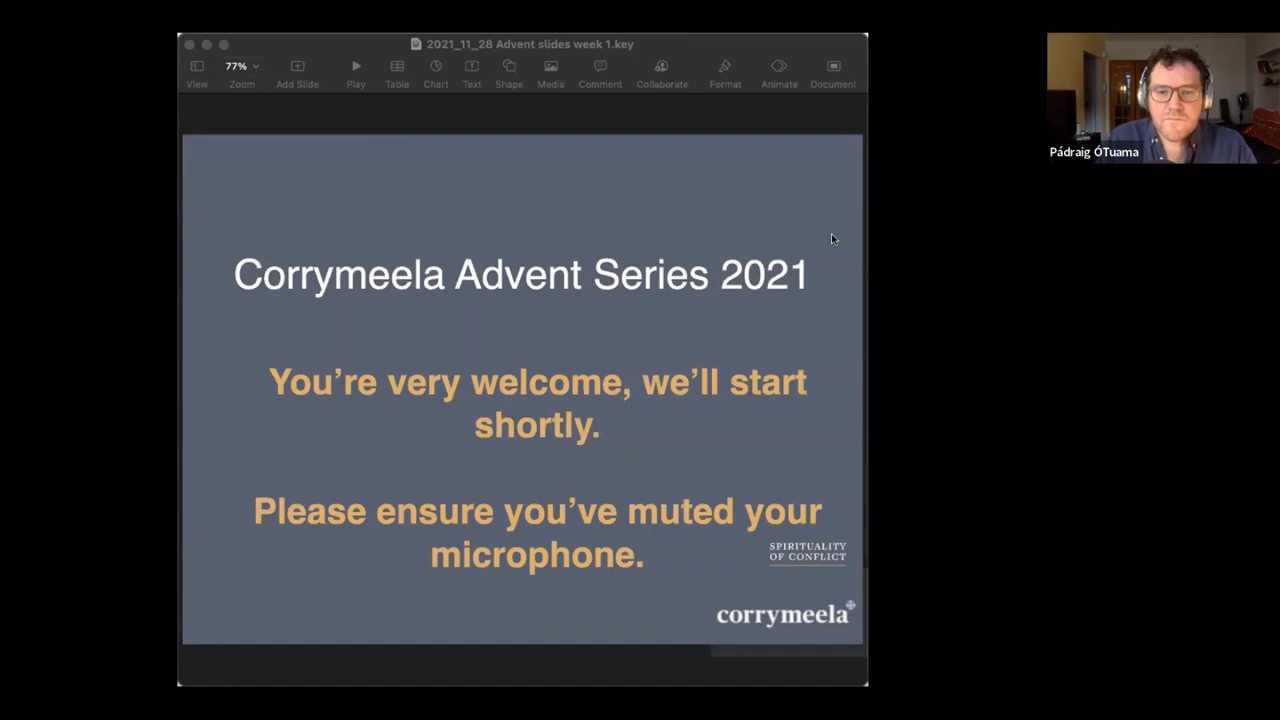 2021_11_28 Advent slides week 1.key
77%
View Zoom Add Slide Play Table Chart Text Shape Media Comment Collaborate Format Animate Document
Corrymeela Advent Series 2021
You’re very welcome, we’ll start
shortly.
Please ensure you’ve muted your
microphone.
SPIRITUALITY
OF CONFLICT
corrymeela
Pádraig ÓTuama